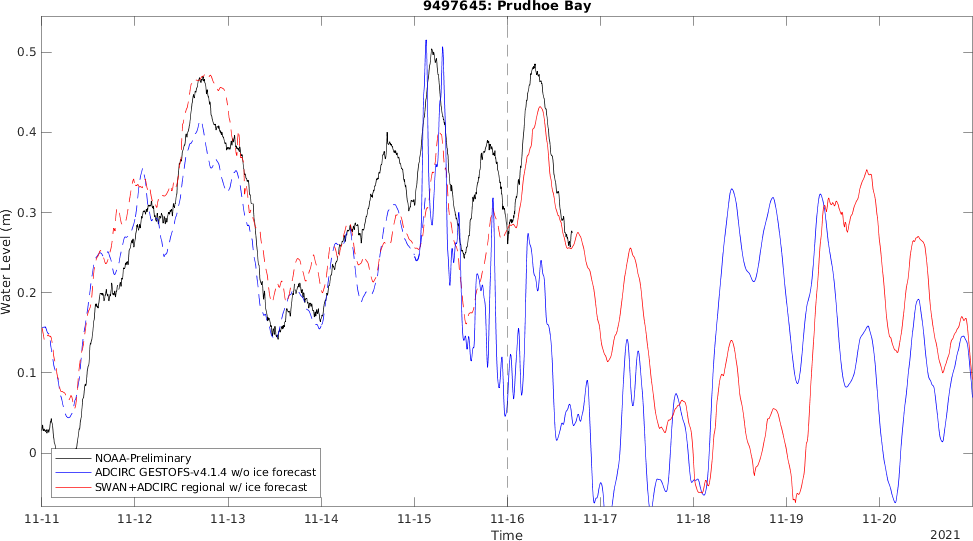 9497645: Prudhoe Bay
Water Level (m)
0.5
0.4
0.3
0.2
0.1
0
NOAA-Preliminary
ADCIRC GESTOFS-v4.1.4 w/o ice forecast
SWAN+ADCIRC regional w/ ice forecast
11-11 11-12 11-13 11-14 11-15 11-16 11-17 11-18 11-19 11-20
Time
2021